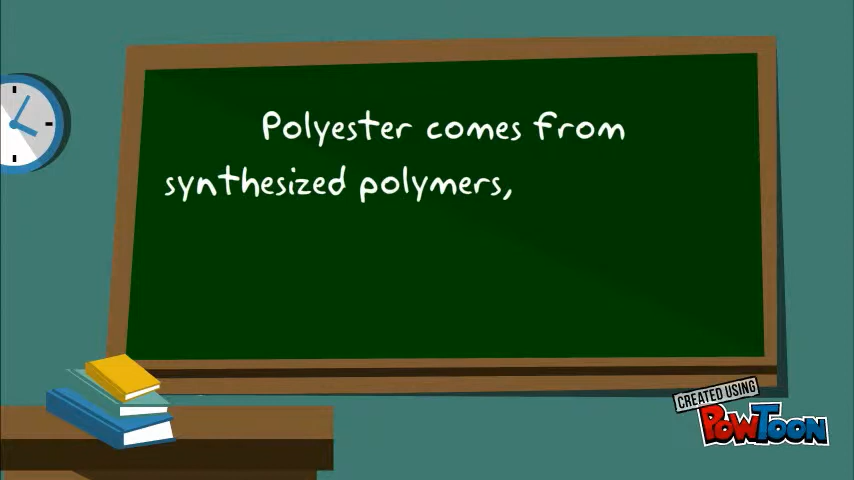 Polyester comes from
synthesized polymers,
CREATED USING
POWTOON